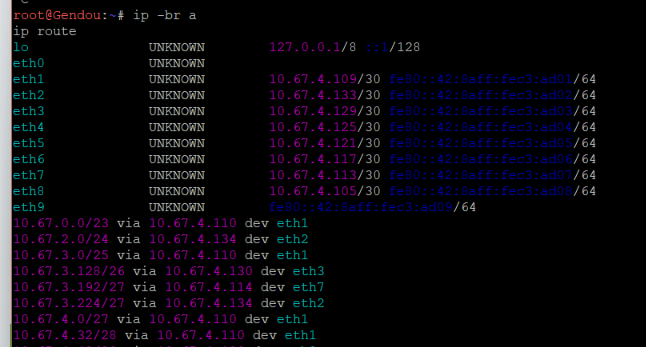 root@Gendou:~# ip -br a
ip route
lo UNKNOWN 127.0.0.1/8 ::1/128
eth0 UNKNOWN
eth1 UNKNOWN 10.67.4.109/30 fe80::42:8aff:fec3:ad01/64
eth2 UNKNOWN 10.67.4.133/30 fe80::42:8aff:fec3:ad02/64
eth3 UNKNOWN 10.67.4.129/30 fe80::42:8aff:fec3:ad03/64
eth4 UNKNOWN 10.67.4.125/30 fe80::42:8aff:fec3:ad04/64
eth5 UNKNOWN 10.67.4.121/30 fe80::42:8aff:fec3:ad05/64
eth6 UNKNOWN 10.67.4.117/30 fe80::42:8aff:fec3:ad06/64
eth7 UNKNOWN 10.67.4.113/30 fe80::42:8aff:fec3:ad07/64
eth8 UNKNOWN 10.67.4.105/30 fe80::42:8aff:fec3:ad08/64
eth9 UNKNOWN fe80::42:8aff:fec3:ad09/64
10.67.0.0/23 via 10.67.4.110 dev eth1
10.67.2.0/24 via 10.67.4.134 dev eth2
10.67.3.0/25 via 10.67.4.110 dev eth1
10.67.3.128/26 via 10.67.4.130 dev eth3
10.67.3.192/27 via 10.67.4.114 dev eth7
10.67.3.224/27 via 10.67.4.134 dev eth2
10.67.4.0/27 via 10.67.4.110 dev eth1
10.67.4.32/28 via 10.67.4.110 dev eth1